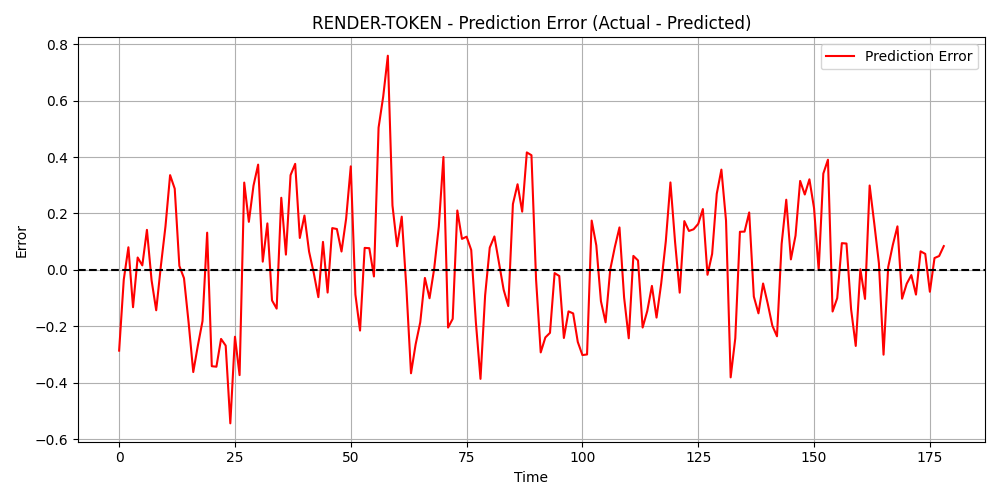 RENDER-TOKEN - Prediction Error (Actual - Predicted)
Prediction Error
Error
0.8
0.6
0.4
0.2
0.0
−0.2
−0.4
−0.6
0 25 50 75 100 125 150 175
Time